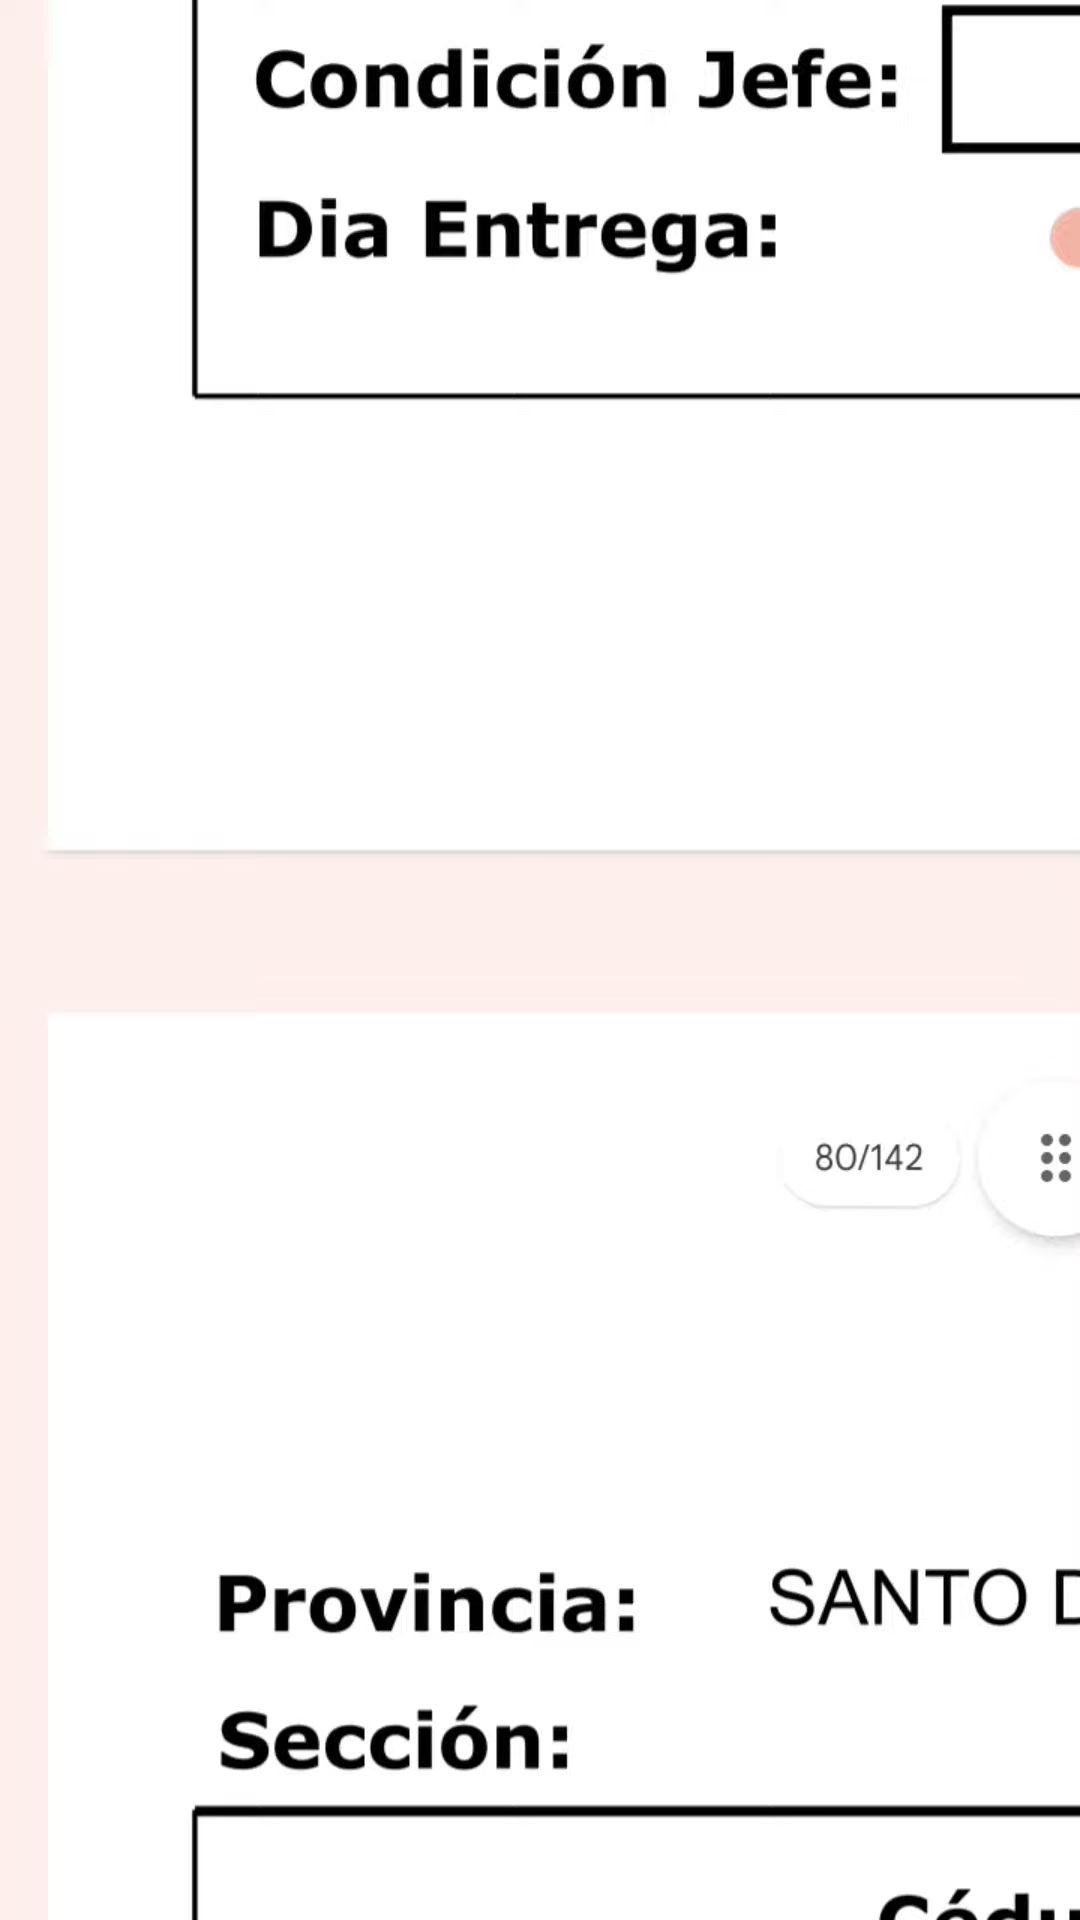 Condición Jefe:
Dia Entrega:
80/142
Provincia: SANTO
Sección: